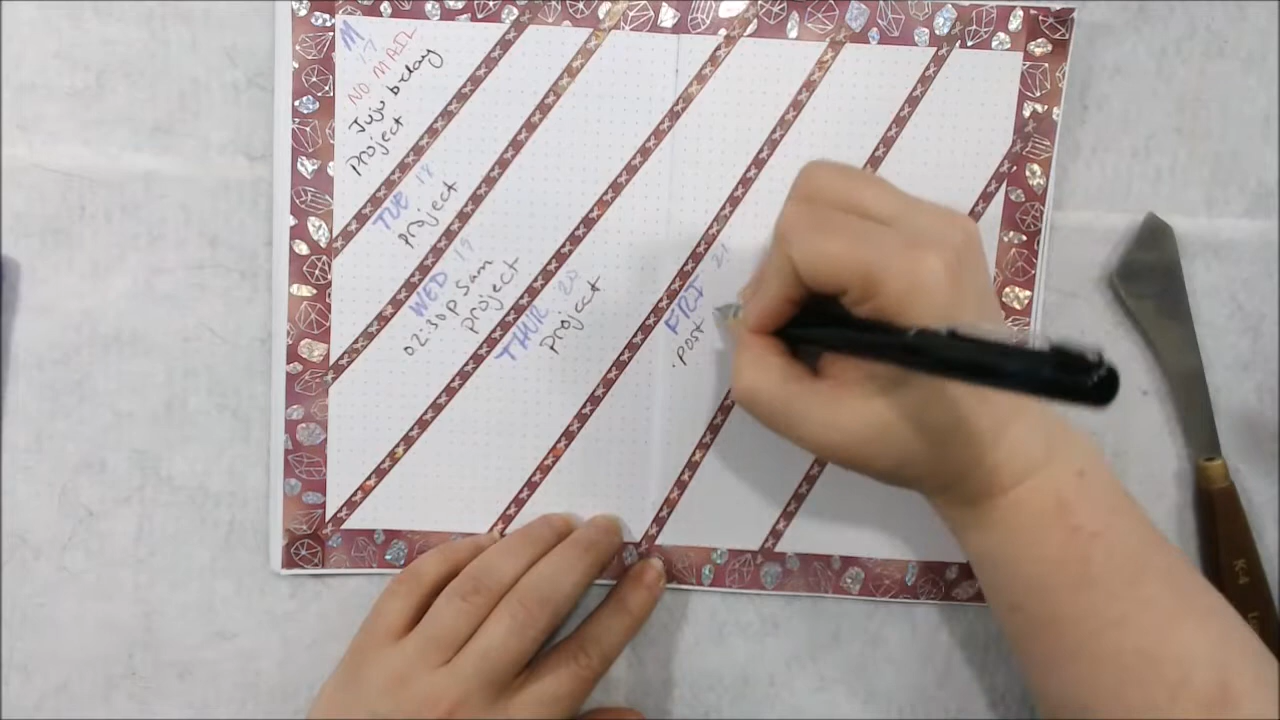 M
17
NO MAIL
Juju bday
Project
TUE 18
project
WED 19
02:30p Sam
project
THUR 20
project
FRI 21
. post
K4